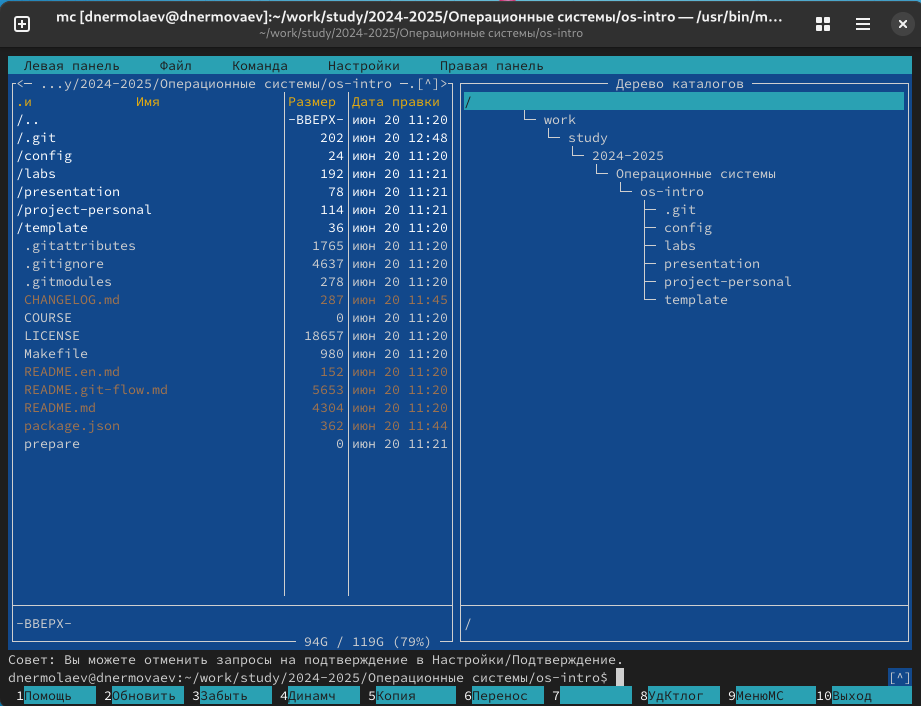 mc [dnermolaev@dnermovaev]:~/work/study/2024-2025/Операционные системы/os-intro — /usr/bin/m...
~/work/study/2024-2025/Операционные системы/os-intro
Левая панель Файл Команда Настройки Правая панель
<— ...y/2024-2025/Операционные системы/os-intro —.[^]>
.и Имя Размер Дата правки
/.. -ВВЕРХ- июн 20 11:20
/.git 202 июн 20 12:48
/config 24 июн 20 11:20
/labs 192 июн 20 11:21
/presentation 78 июн 20 11:21
/project-personal 114 июн 20 11:21
/template 36 июн 20 11:20
.gitattributes 1765 июн 20 11:20
.gitignore 4637 июн 20 11:20
.gitmodules 278 июн 20 11:20
CHANGELOG.md 287 июн 20 11:45
COURSE 0 июн 20 11:20
LICENSE 18657 июн 20 11:20
Makefile 980 июн 20 11:20
README.en.md 152 июн 20 11:20
README.git-flow.md 5653 июн 20 11:20
README.md 4304 июн 20 11:20
package.json 362 июн 20 11:44
prepare 0 июн 20 11:21
-ВВЕРХ-
94G / 119G (79%)
Дерево каталогов
/
work
study
2024-2025
Операционные системы
os-intro
.git
config
labs
presentation
project-personal
template
/
Совет: Вы можете отменить запросы на подтверждение в Настройки/Подтверждение.
dnermolaev@dnermovaev:~/work/study/2024-2025/Операционные системы/os-intro$ [^]
1Помощь 2Обновить 3Забыть 4Динамч 5Копия 6Перенос 7 8УдКтлог 9МенюMC 10Выход